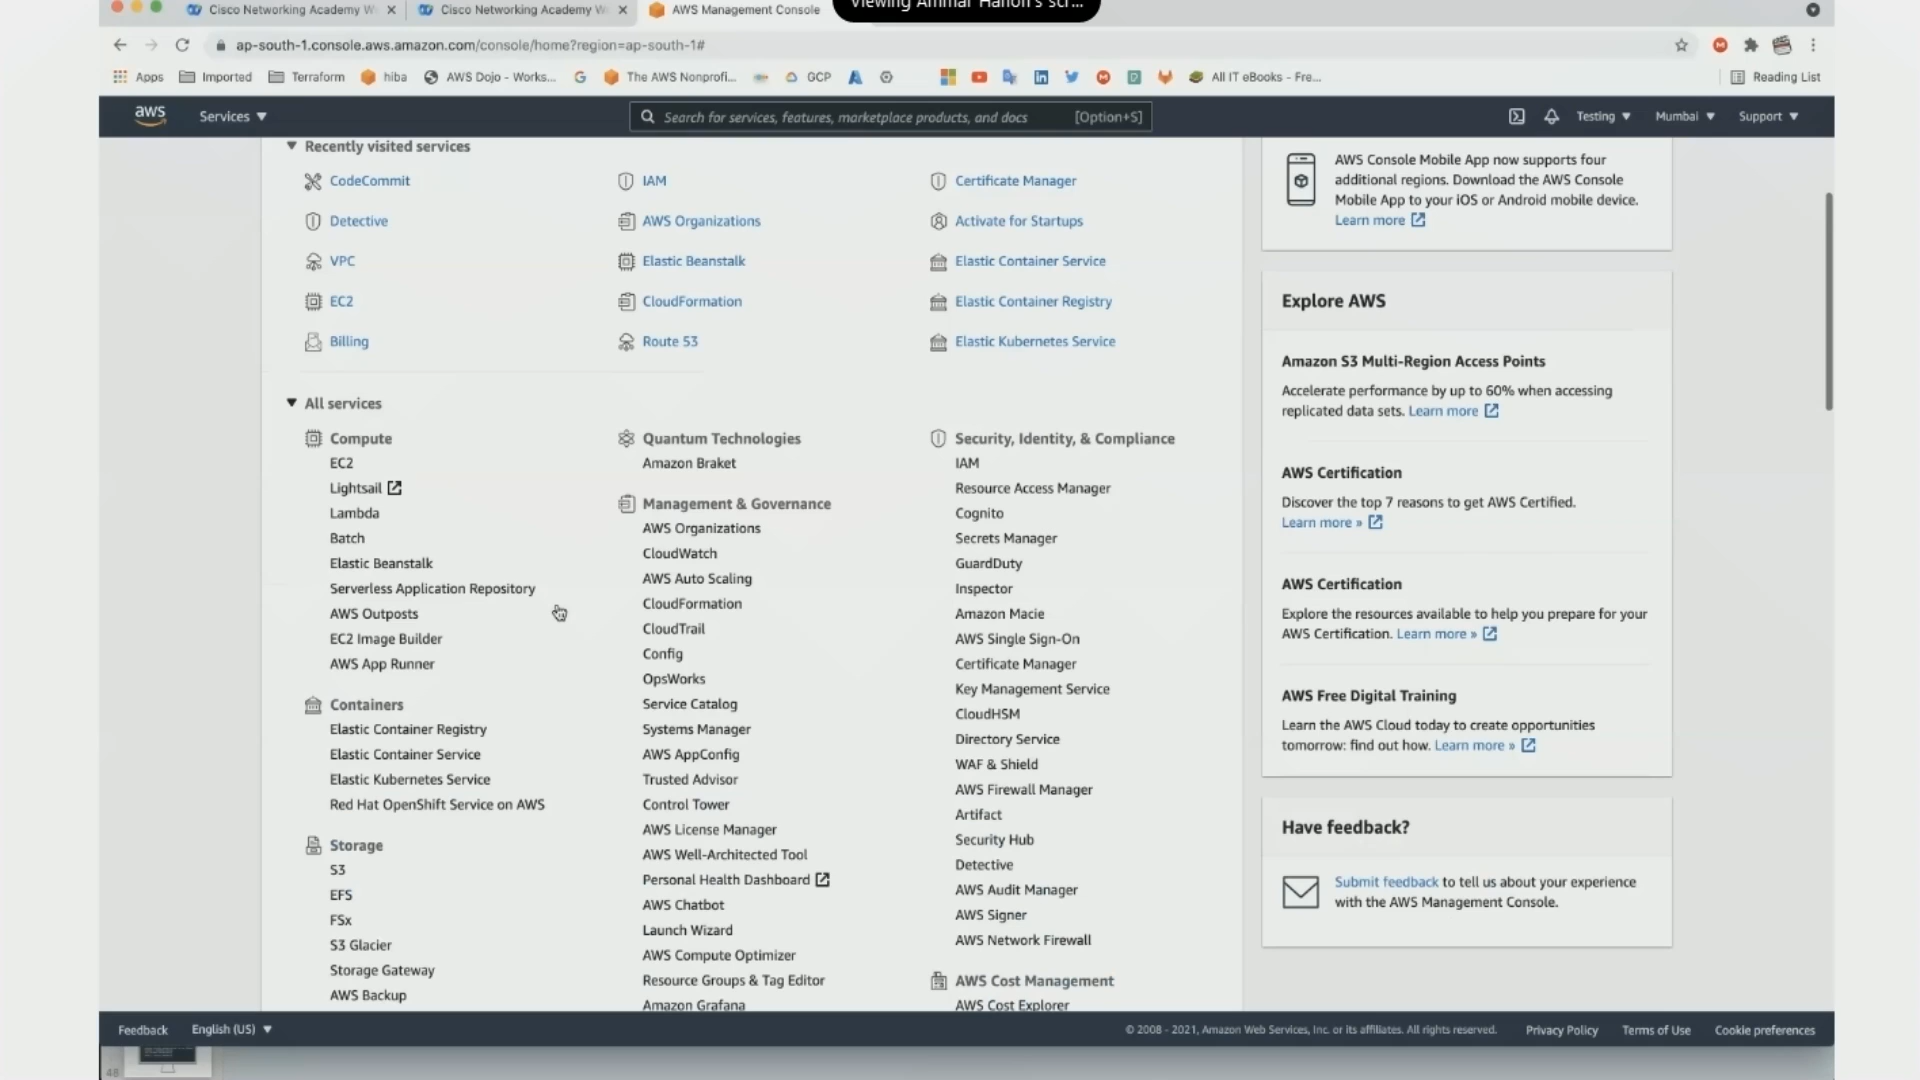 Cisco Networking Academy W
Cisco Networking Academy W
AWS Management Console
ap-south-1.console.aws.amazon.com/console/home?region=ap-south-1#
Apps
Imported
Terraform
hiba
AWS Dojo - Works...
The AWS Nonprofi...
GCP
All IT eBooks - Fre...
Reading List
aws
Services
Search for services, features, marketplace products, and docs
[Option+S]
Testing
Mumbai
Support
Recently visited services
CodeCommit
Detective
VPC
EC2
Billing
IAM
AWS Organizations
Elastic Beanstalk
CloudFormation
Route 53
Certificate Manager
Activate for Startups
Elastic Container Service
Elastic Container Registry
Elastic Kubernetes Service
All services
Compute
EC2
Lightsail
Lambda
Batch
Elastic Beanstalk
Serverless Application Repository
AWS Outposts
EC2 Image Builder
AWS App Runner
Containers
Elastic Container Registry
Elastic Container Service
Elastic Kubernetes Service
Red Hat OpenShift Service on AWS
Storage
S3
EFS
FSx
S3 Glacier
Storage Gateway
AWS Backup
Quantum Technologies
Amazon Braket
Management & Governance
AWS Organizations
CloudWatch
AWS Auto Scaling
CloudFormation
CloudTrail
Config
OpsWorks
Service Catalog
Systems Manager
AWS AppConfig
Trusted Advisor
Control Tower
AWS License Manager
AWS Well-Architected Tool
Personal Health Dashboard
AWS Chatbot
Launch Wizard
AWS Compute Optimizer
Resource Groups & Tag Editor
Amazon Grafana
Security, Identity, & Compliance
IAM
Resource Access Manager
Cognito
Secrets Manager
GuardDuty
Inspector
Amazon Macie
AWS Single Sign-On
Certificate Manager
Key Management Service
CloudHSM
Directory Service
WAF & Shield
AWS Firewall Manager
Artifact
Security Hub
Detective
AWS Audit Manager
AWS Signer
AWS Network Firewall
AWS Cost Management
AWS Cost Explorer
AWS Console Mobile App now supports four
additional regions. Download the AWS Console
Mobile App to your iOS or Android mobile device.
Learn more
Explore AWS
Amazon S3 Multi-Region Access Points
Accelerate performance by up to 60% when accessing
replicated data sets. Learn more
AWS Certification
Discover the top 7 reasons to get AWS Certified.
Learn more »
AWS Certification
Explore the resources available to help you prepare for your
AWS Certification. Learn more »
AWS Free Digital Training
Learn the AWS Cloud today to create opportunities
tomorrow: find out how. Learn more »
Have feedback?
Submit feedback to tell us about your experience
with the AWS Management Console.
Feedback
English (US)
© 2008 - 2021, Amazon Web Services, Inc. or its affiliates. All rights reserved.
Privacy Policy
Terms of Use
Cookie preferences
48